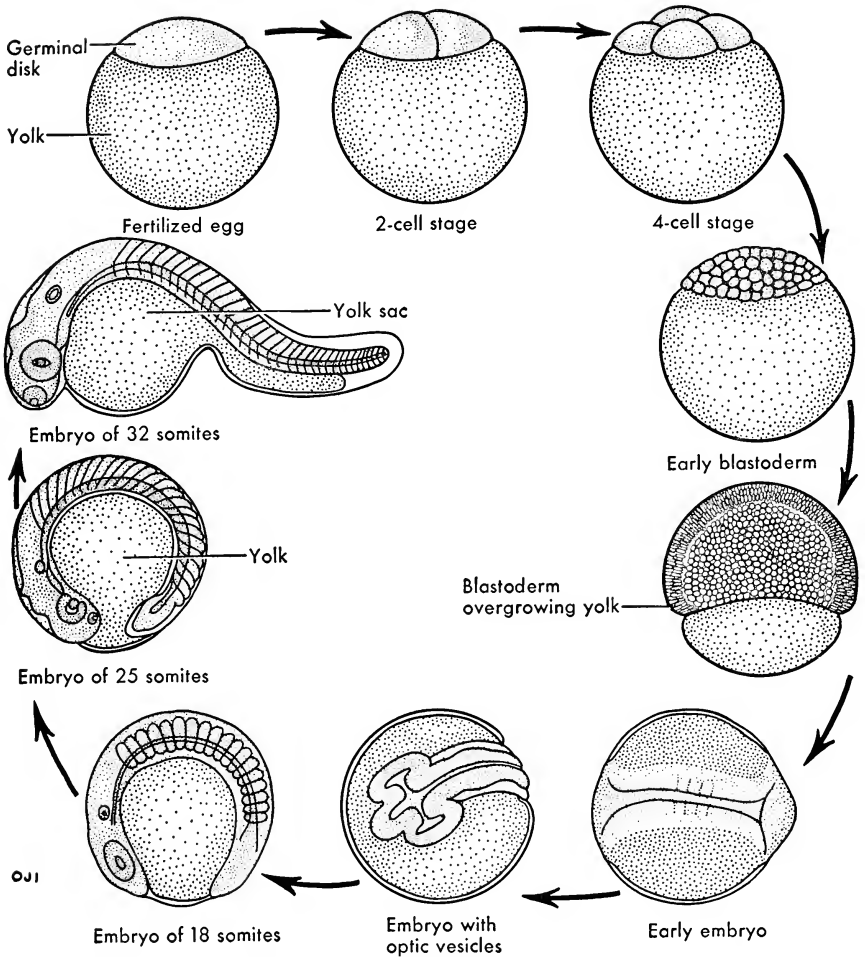 Germinal
disk
Yolk
Fertilized egg
2-cell stage
4-cell stage
Yolk sac
Embryo of 32 somites
Early blastoderm
Yolk
Blastoderm
overgrowing yolk
Embryo of 25 somites
OJI
Embryo of 18 somites
Embryo with
optic vesicles
Early embryo